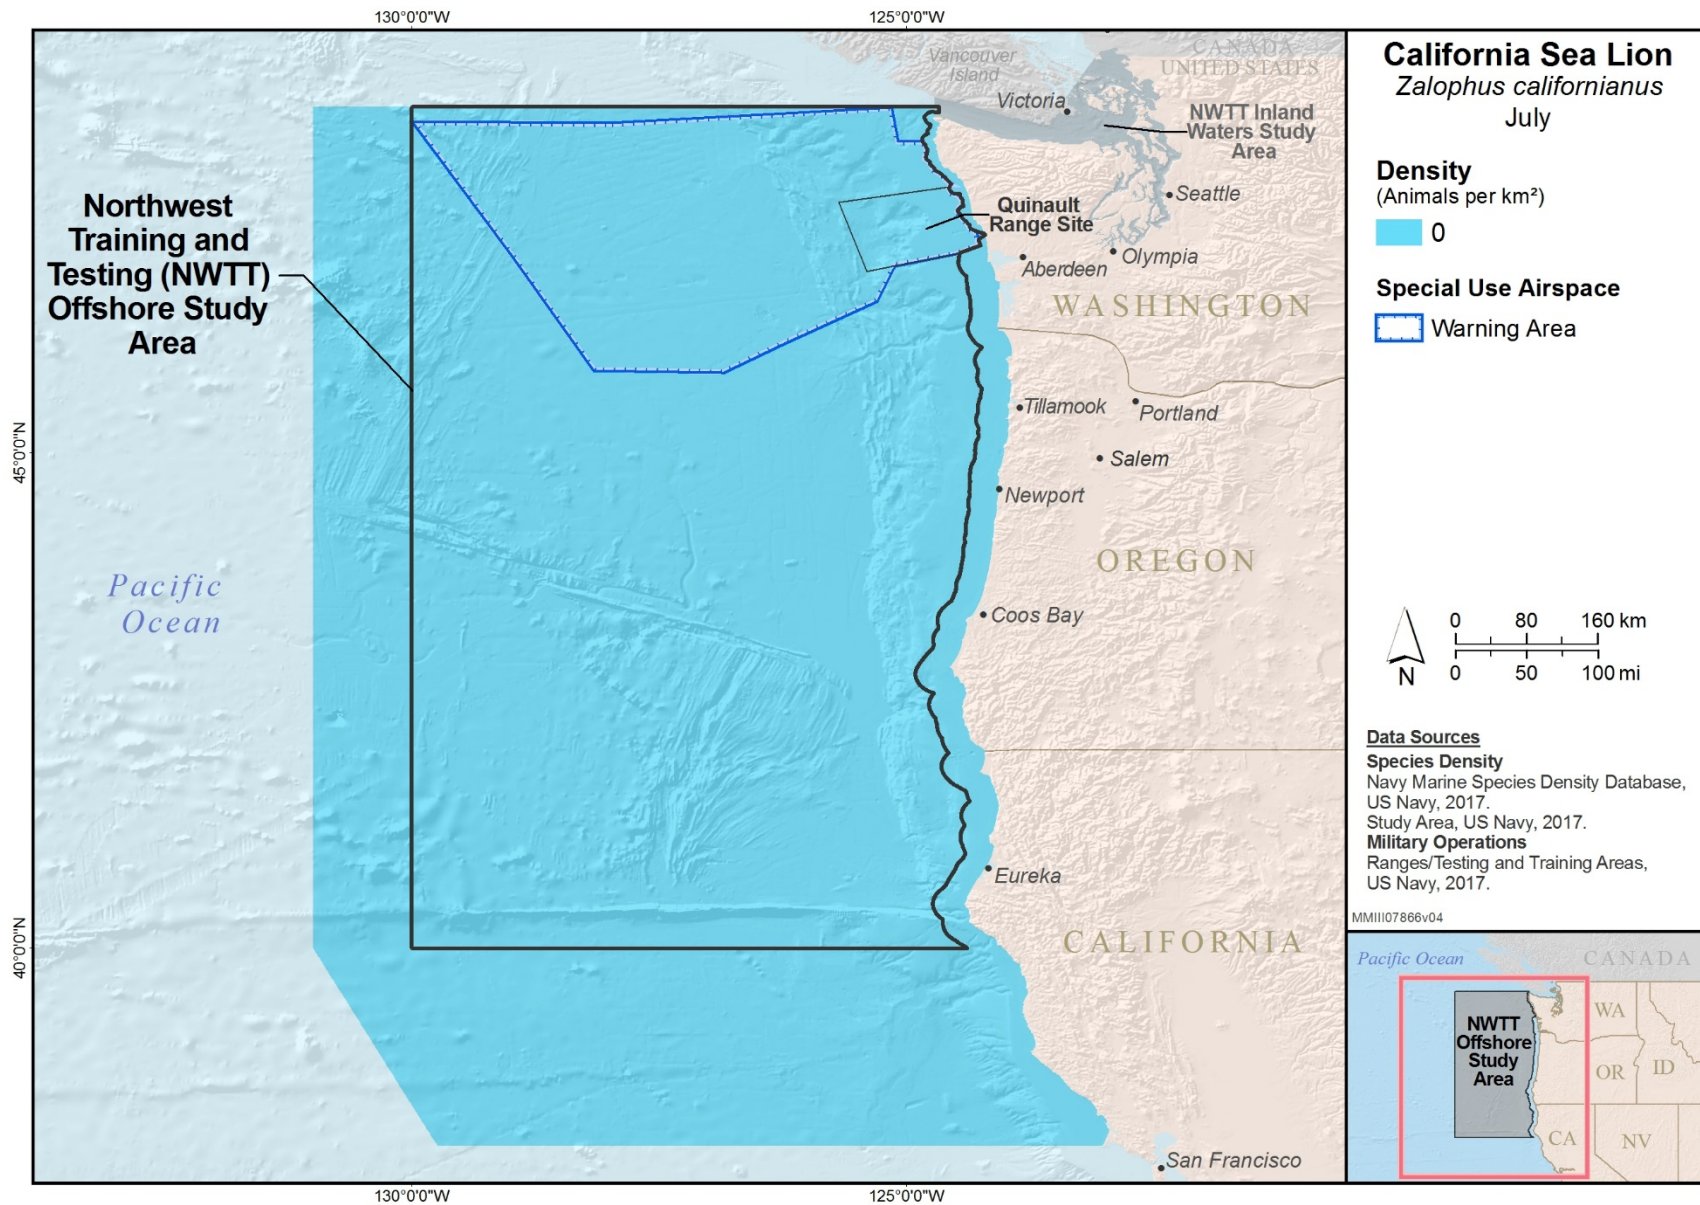 130°0'0"W
125°0'0"W
California Sea Lion
Zalophus californianus
July
Density
(Animals per km²)
0
Special Use Airspace
Warning Area
Vancouver
Island
CANADA
UNITED STATES
Victoria
NWTT Inland
Waters Study
Area
Seattle
Northwest
Training and
Testing (NWTT)
Offshore Study
Area
Quinault
Range Site
Aberdeen
Olympia
WASHINGTON
Tillamook
Portland
45°0'0"N
Salem
Newport
OREGON
Pacific
Ocean
Coos Bay
Eureka
40°0'0"N
CALIFORNIA
San Francisco
130°0'0"W
125°0'0"W
0 80 160 km
0 50 100 mi
N
Data Sources
Species Density
Navy Marine Species Density Database,
US Navy, 2017.
Study Area, US Navy, 2017.
Military Operations
Ranges/Testing and Training Areas,
US Navy, 2017.
MMIII07866v04
Pacific Ocean
CANADA
NWTT
Offshore
Study
Area
WA
OR
ID
CA
NV